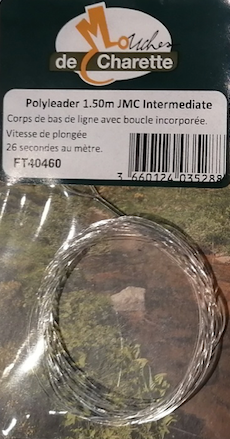 Mouches
de Charette
Polyleader 1.50m JMC Intermediate
Corps de bas de ligne avec boucle incorporée.
Vitesse de plongée
26 secondes au mètre.
FT40460
3 660124 035288